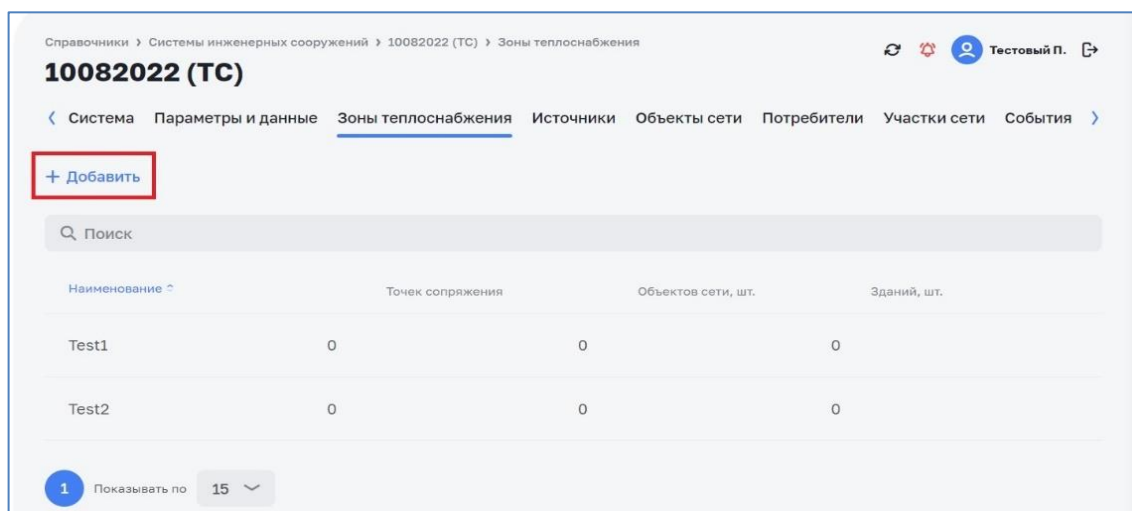 Справочники > Системы инженерных сооружений > 10082022 (ТС) > Зоны теплоснабжения
Тестовый П.
10082022 (ТС)
Система Параметры и данные Зоны теплоснабжения Источники Объекты сети Потребители Участки сети События
+ Добавить
Поиск
Наименование Точек сопряжения Объектов сети, шт. Зданий, шт.
Test1 0 0 0
Test2 0 0 0
1 Показывать по 15